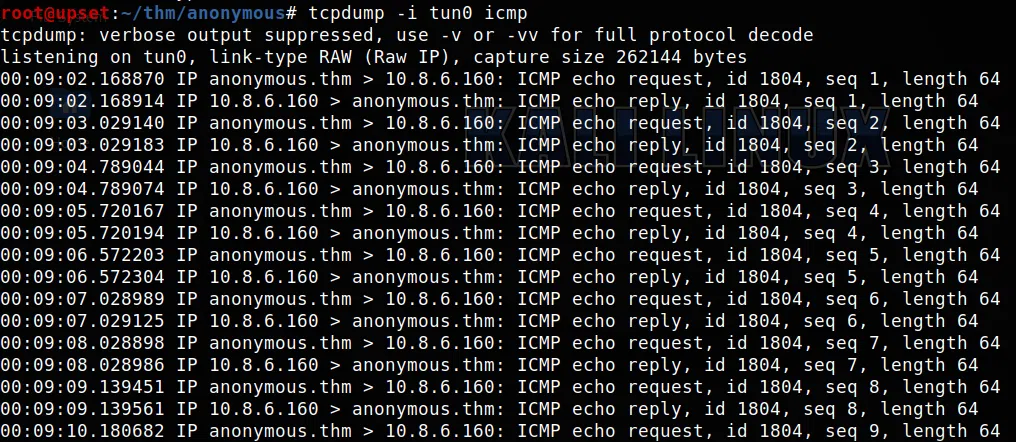 root@upset:~/thm/anonymous# tcpdump -i tun0 icmp
tcpdump: verbose output suppressed, use -v or -vv for full protocol decode
listening on tun0, link-type RAW (Raw IP), capture size 262144 bytes
00:09:02.168870 IP anonymous.thm > 10.8.6.160: ICMP echo request, id 1804, seq 1, length 64
00:09:02.168914 IP 10.8.6.160 > anonymous.thm: ICMP echo reply, id 1804, seq 1, length 64
00:09:03.029140 IP anonymous.thm > 10.8.6.160: ICMP echo request, id 1804, seq 2, length 64
00:09:03.029183 IP 10.8.6.160 > anonymous.thm: ICMP echo reply, id 1804, seq 2, length 64
00:09:04.789044 IP anonymous.thm > 10.8.6.160: ICMP echo request, id 1804, seq 3, length 64
00:09:04.789074 IP 10.8.6.160 > anonymous.thm: ICMP echo reply, id 1804, seq 3, length 64
00:09:05.720167 IP anonymous.thm > 10.8.6.160: ICMP echo request, id 1804, seq 4, length 64
00:09:05.720194 IP 10.8.6.160 > anonymous.thm: ICMP echo reply, id 1804, seq 4, length 64
00:09:06.572203 IP anonymous.thm > 10.8.6.160: ICMP echo request, id 1804, seq 5, length 64
00:09:06.572304 IP 10.8.6.160 > anonymous.thm: ICMP echo reply, id 1804, seq 5, length 64
00:09:07.028989 IP anonymous.thm > 10.8.6.160: ICMP echo request, id 1804, seq 6, length 64
00:09:07.029125 IP 10.8.6.160 > anonymous.thm: ICMP echo reply, id 1804, seq 6, length 64
00:09:08.028898 IP anonymous.thm > 10.8.6.160: ICMP echo request, id 1804, seq 7, length 64
00:09:08.028986 IP 10.8.6.160 > anonymous.thm: ICMP echo reply, id 1804, seq 7, length 64
00:09:09.139451 IP anonymous.thm > 10.8.6.160: ICMP echo request, id 1804, seq 8, length 64
00:09:09.139561 IP 10.8.6.160 > anonymous.thm: ICMP echo reply, id 1804, seq 8, length 64
00:09:10.180682 IP anonymous.thm > 10.8.6.160: ICMP echo request, id 1804, seq 9, length 64
KALI LINUX